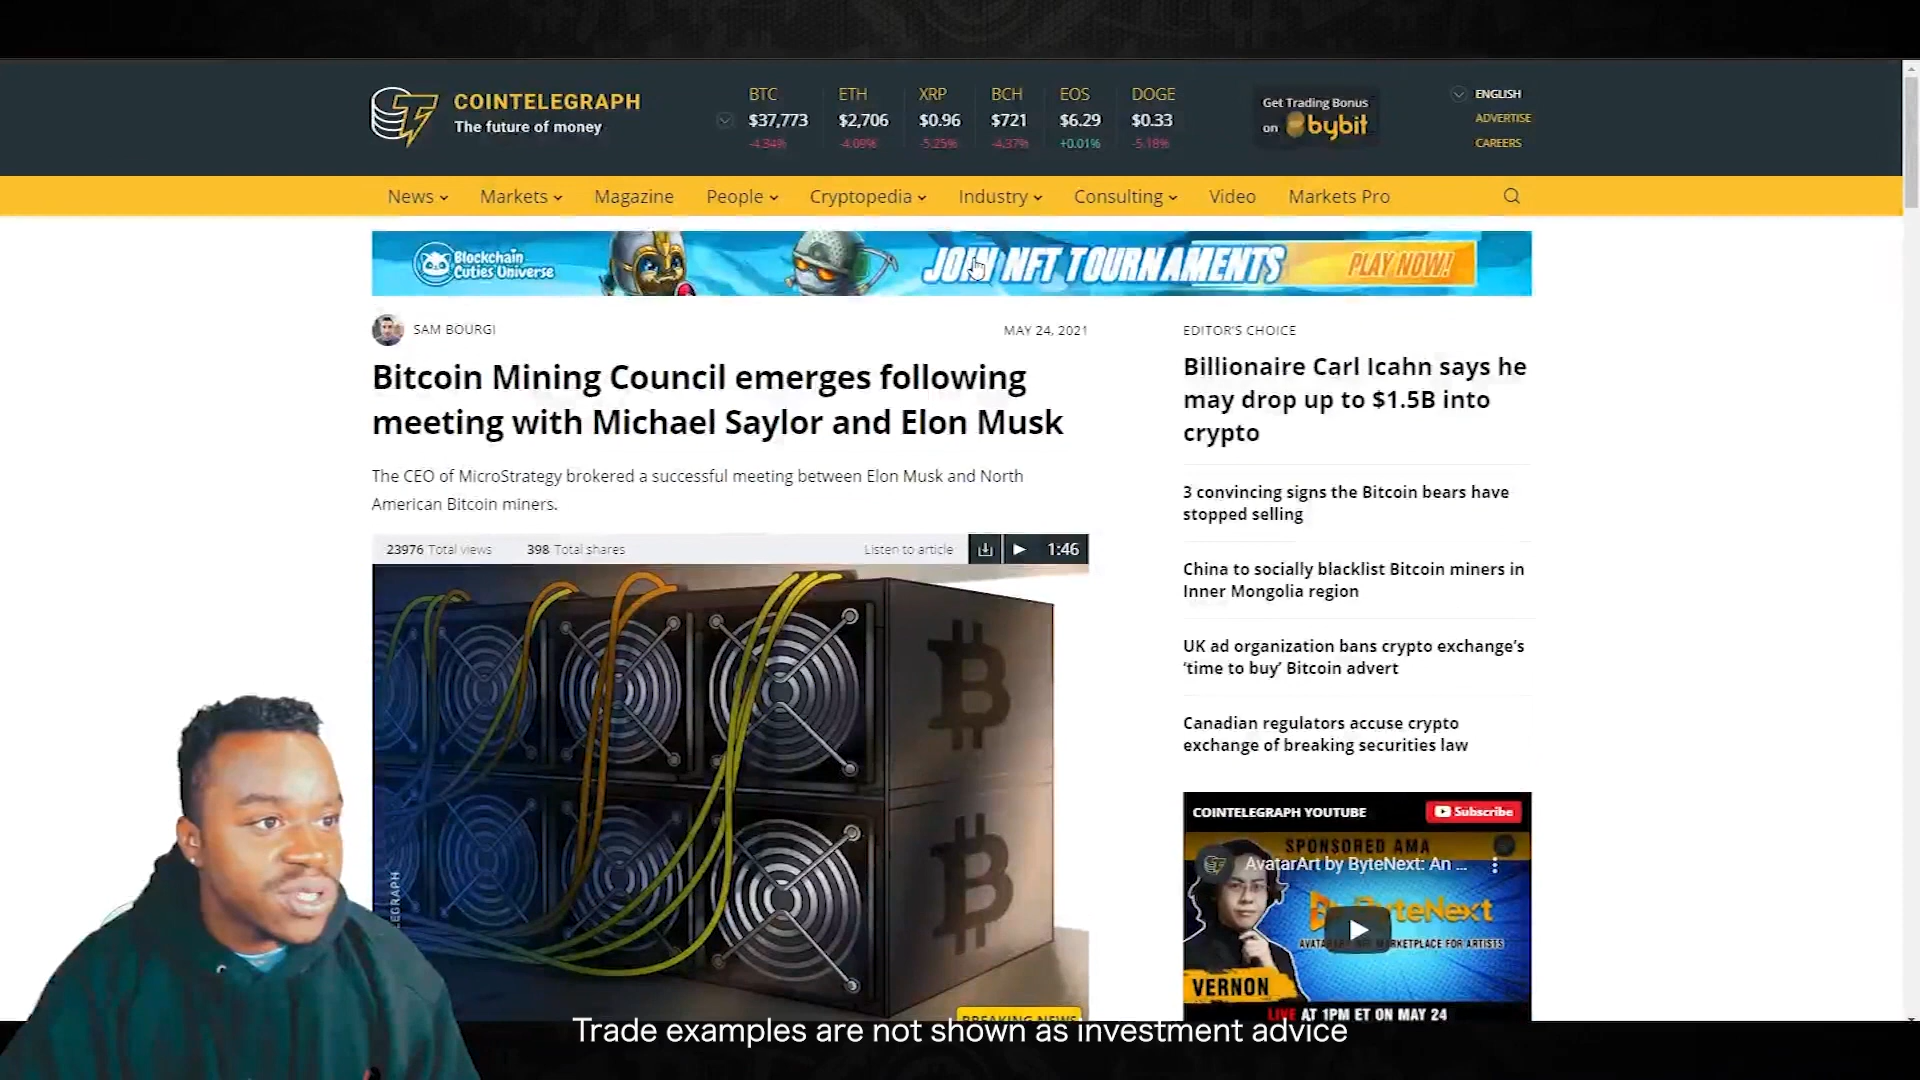 COINTELEGRAPH
The future of money
BTC ETH XRP BCH EOS DOGE
$37,773 $2,706 $0.96 $721 $6.29 $0.33
-4.34% -4.09% -5.25% -4.37% +0.01% -5.18%
Get Trading Bonus
on bybit
ENGLISH
ADVERTISE
CAREERS
News Markets Magazine People Cryptopedia Industry Consulting Video Markets Pro
Blockchain
Cuties Universe
JOIN NFT TOURNAMENTS
PLAY NOW!
SAM BOURGI
MAY 24, 2021
Bitcoin Mining Council emerges following
meeting with Michael Saylor and Elon Musk
The CEO of MicroStrategy brokered a successful meeting between Elon Musk and North
American Bitcoin miners.
23976 Total views 398 Total shares Listen to article 1:46
BREAKING NEWS
EDITOR'S CHOICE
Billionaire Carl Icahn says he
may drop up to $1.5B into
crypto
3 convincing signs the Bitcoin bears have
stopped selling
China to socially blacklist Bitcoin miners in
Inner Mongolia region
UK ad organization bans crypto exchange's
‘time to buy’ Bitcoin advert
Canadian regulators accuse crypto
exchange of breaking securities law
COINTELEGRAPH YOUTUBE
Subscribe
SPONSORED AMA
AvatarArt by ByteNext: An ...
ByteNext
VERNON
LIVE AT 1PM ET ON MAY 24
Trade examples are not shown as investment advice